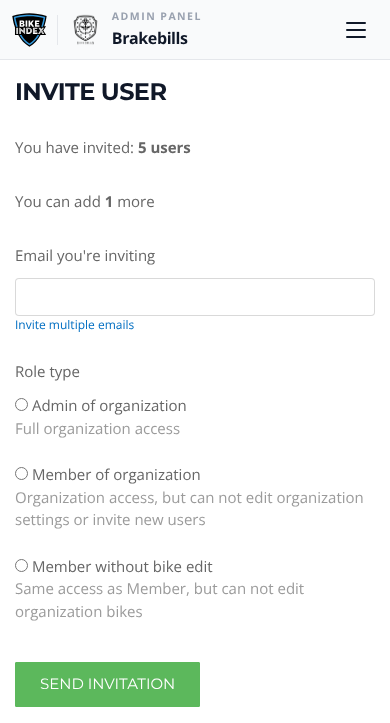 BIKE
INDEX
ADMIN PANEL
Brakebills
INVITE USER
You have invited: 5 users
You can add 1 more
Email you're inviting
Invite multiple emails
Role type
Admin of organization
Full organization access
Member of organization
Organization access, but can not edit organization
settings or invite new users
Member without bike edit
Same access as Member, but can not edit
organization bikes
SEND INVITATION